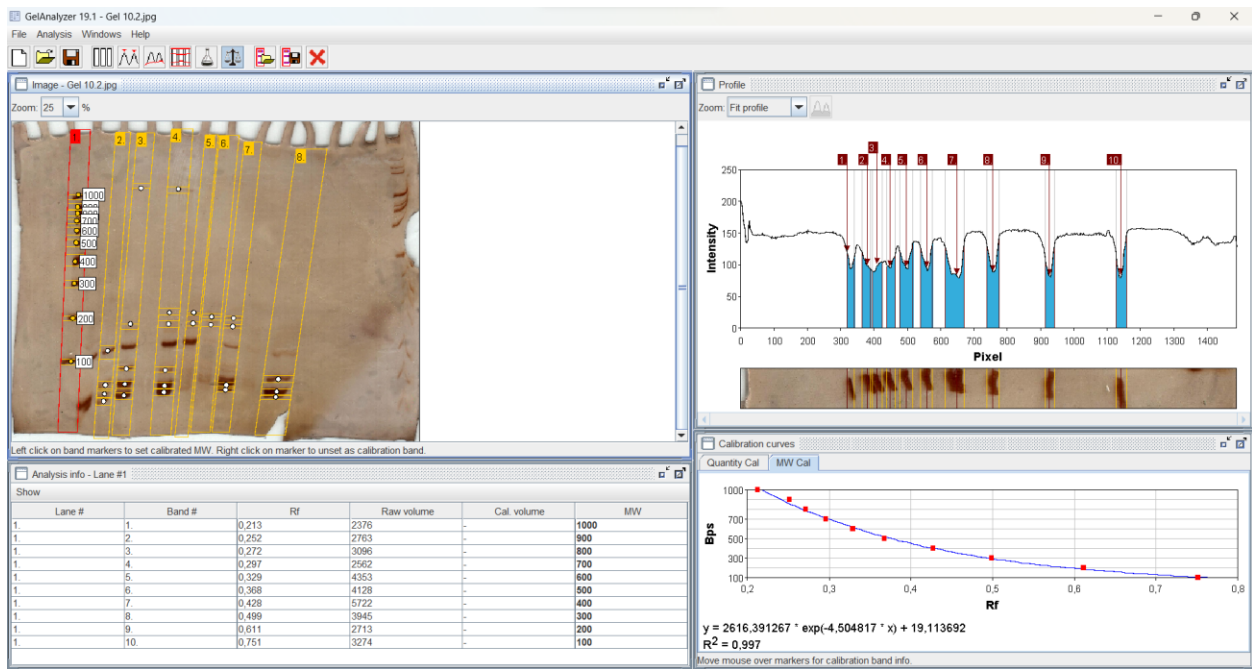 GelAnalyzer 19.1 - Gel 10.2.jpg
File Analysis Windows Help
Image - Gel 10.2.jpg
Zoom: 25 %
1. 2. 3. 4. 5. 6. 7. 8.
1000
700
600
500
400
300
200
100
Left click on band markers to set calibrated MW. Right click on marker to unset as calibration band.
Analysis info - Lane #1
Show
Lane # Band # Rf Raw volume Cal. volume MW
1. 1. 0,213 2376 - 1000
1. 2. 0,252 2763 - 900
1. 3. 0,272 3096 - 800
1. 4. 0,297 2562 - 700
1. 5. 0,329 4353 - 600
1. 6. 0,368 4128 - 500
1. 7. 0,428 5722 - 400
1. 8. 0,499 3945 - 300
1. 9. 0,611 2713 - 200
1. 10. 0,751 3274 - 100
Profile
Zoom: Fit profile
1 2 3 4 5 6 7 8 9 10
250
200
150
100
50
0
Intensity
0 100 200 300 400 500 600 700 800 900 1000 1100 1200 1300 1400
Pixel
Calibration curves
Quantity Cal MW Cal
1000
700
500
300
100
Bps
0,2 0,3 0,4 0,5 0,6 0,7 0,8
Rf
y = 2616,391267 * exp(-4,504817 * x) + 19,113692
R2 = 0,997
Move mouse over markers for calibration band info.